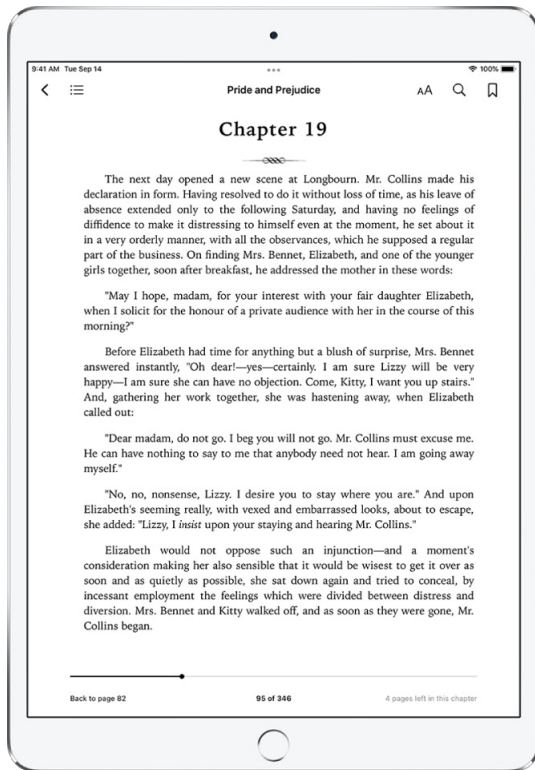 9:41 AM Tue Sep 14
100%
Pride and Prejudice
AA
Chapter 19
The next day opened a new scene at Longbourn. Mr. Collins made his
declaration in form. Having resolved to do it without loss of time, as his leave of
absence extended only to the following Saturday, and having no feelings of
diffidence to make it distressing to himself even at the moment, he set about it
in a very orderly manner, with all the observances, which he supposed a regular
part of the business. On finding Mrs. Bennet, Elizabeth, and one of the younger
girls together, soon after breakfast, he addressed the mother in these words:
"May I hope, madam, for your interest with your fair daughter Elizabeth,
when I solicit for the honour of a private audience with her in the course of this
morning?"
Before Elizabeth had time for anything but a blush of surprise, Mrs. Bennet
answered instantly, "Oh dear!—yes—certainly. I am sure Lizzy will be very
happy—I am sure she can have no objection. Come, Kitty, I want you up stairs."
And, gathering her work together, she was hastening away, when Elizabeth
called out:
"Dear madam, do not go. I beg you will not go. Mr. Collins must excuse me.
He can have nothing to say to me that anybody need not hear. I am going away
myself."
"No, no, nonsense, Lizzy. I desire you to stay where you are." And upon
Elizabeth's seeming really, with vexed and embarrassed looks, about to escape,
she added: "Lizzy, I insist upon your staying and hearing Mr. Collins."
Elizabeth would not oppose such an injunction—and a moment's
consideration making her also sensible that it would be wisest to get it over as
soon and as quietly as possible, she sat down again and tried to conceal, by
incessant employment the feelings which were divided between distress and
diversion. Mrs. Bennet and Kitty walked off, and as soon as they were gone, Mr.
Collins began.
Back to page 82
95 of 346
4 pages left in this chapter